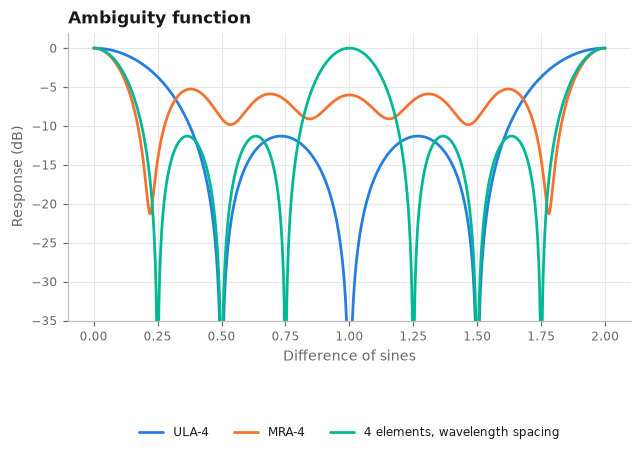 Ambiguity function
Response (dB)
0
−5
−10
−15
−20
−25
−30
−35
0.00 0.25 0.50 0.75 1.00 1.25 1.50 1.75 2.00
Difference of sines
ULA-4 MRA-4 4 elements, wavelength spacing